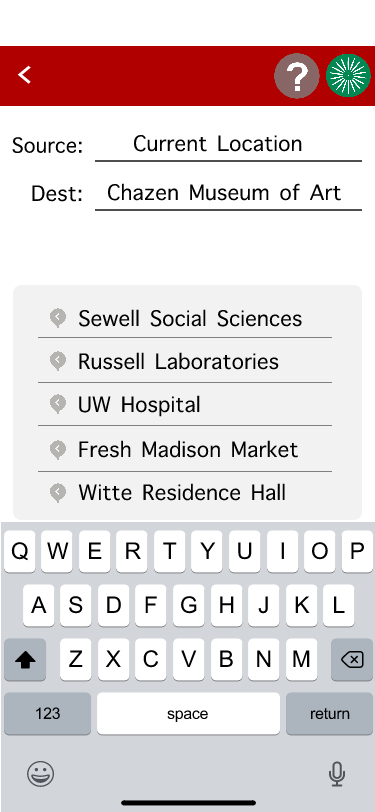 ?
Source: Current Location
Dest: Chazen Museum of Art
Sewell Social Sciences
Russell Laboratories
UW Hospital
Fresh Madison Market
Witte Residence Hall
Q W E R T Y U I O P
A S D F G H J K L
Z X C V B N M
123 space return